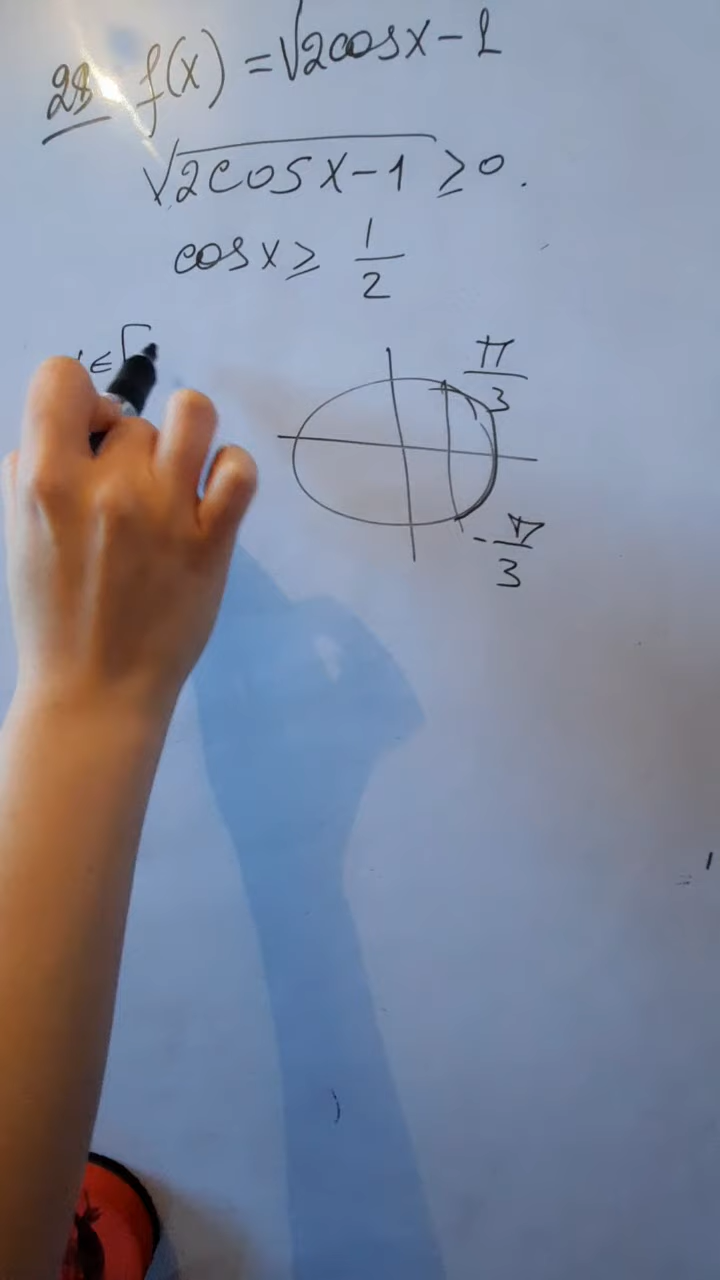 28 f(x) = √2cosx - 1
√2cosx-1 ≥ 0.
cosx ≥ 1/2
∈ [
π/3
-π/3